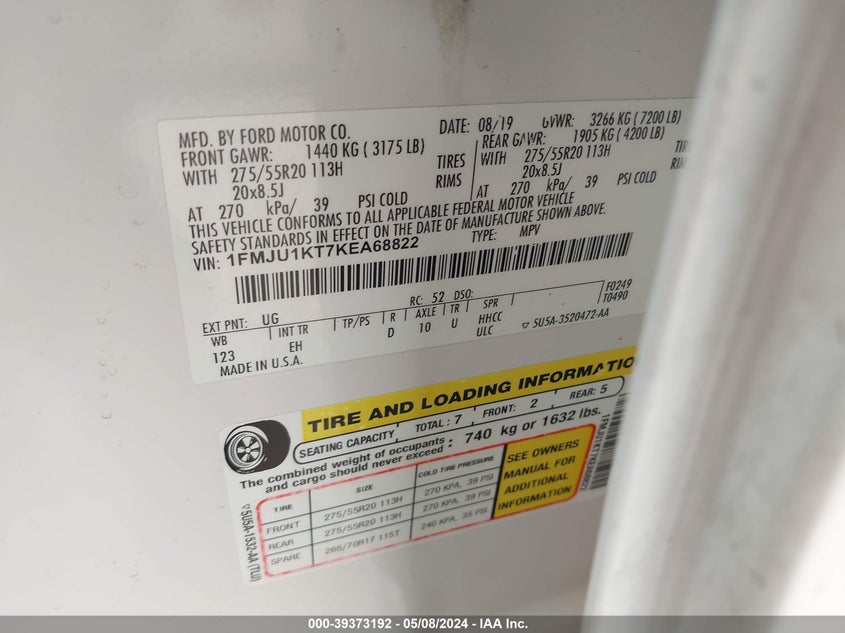 MFD. BY FORD MOTOR CO.
DATE: 08/19 GVWR: 3266 KG ( 7200 LB)
FRONT GAWR: 1440 KG ( 3175 LB)
REAR GAWR: 1905 KG ( 4200 LB)
WITH 275/55R20 113H TIRES
WITH 275/55R20 113H TIRES
20x8.5J RIMS
20x8.5J RIMS
AT 270 kPa/ 39 PSI COLD
AT 270 kPa/ 39 PSI COLD
THIS VEHICLE CONFORMS TO ALL APPLICABLE FEDERAL MOTOR VEHICLE
SAFETY STANDARDS IN EFFECT ON THE DATE OF MANUFACTURE SHOWN ABOVE.
VIN: 1FMJU1KT7KEA68822 TYPE: MPV
EXT PNT: UG RC: 52 DSO: F0249
T0490
WB INT TR TP/PS R AXLE TR SPR
123 EH D 10 U HHCC
ULC
MADE IN U.S.A. ▽ 5U5A-3520472-AA
TIRE AND LOADING INFORMATIO
SEATING CAPACITY TOTAL: 7 FRONT: 2 REAR: 5
The combined weight of occupants
and cargo should never exceed : 740 kg or 1632 lbs.
TIRE SIZE COLD TIRE PRESSURE
FRONT 275/55R20 113H 270 KPA, 39 PSI
REAR 275/55R20 113H 270 KPA, 39 PSI
SPARE 265/70R17 115T 240 KPA, 35 PSI
SEE OWNERS
MANUAL FOR
ADDITIONAL
INFORMATION
▽ 5U5A-1532-AA (TLU)
1FMJU1KT7KEA68822
000-39373192 - 05/08/2024 - IAA Inc.